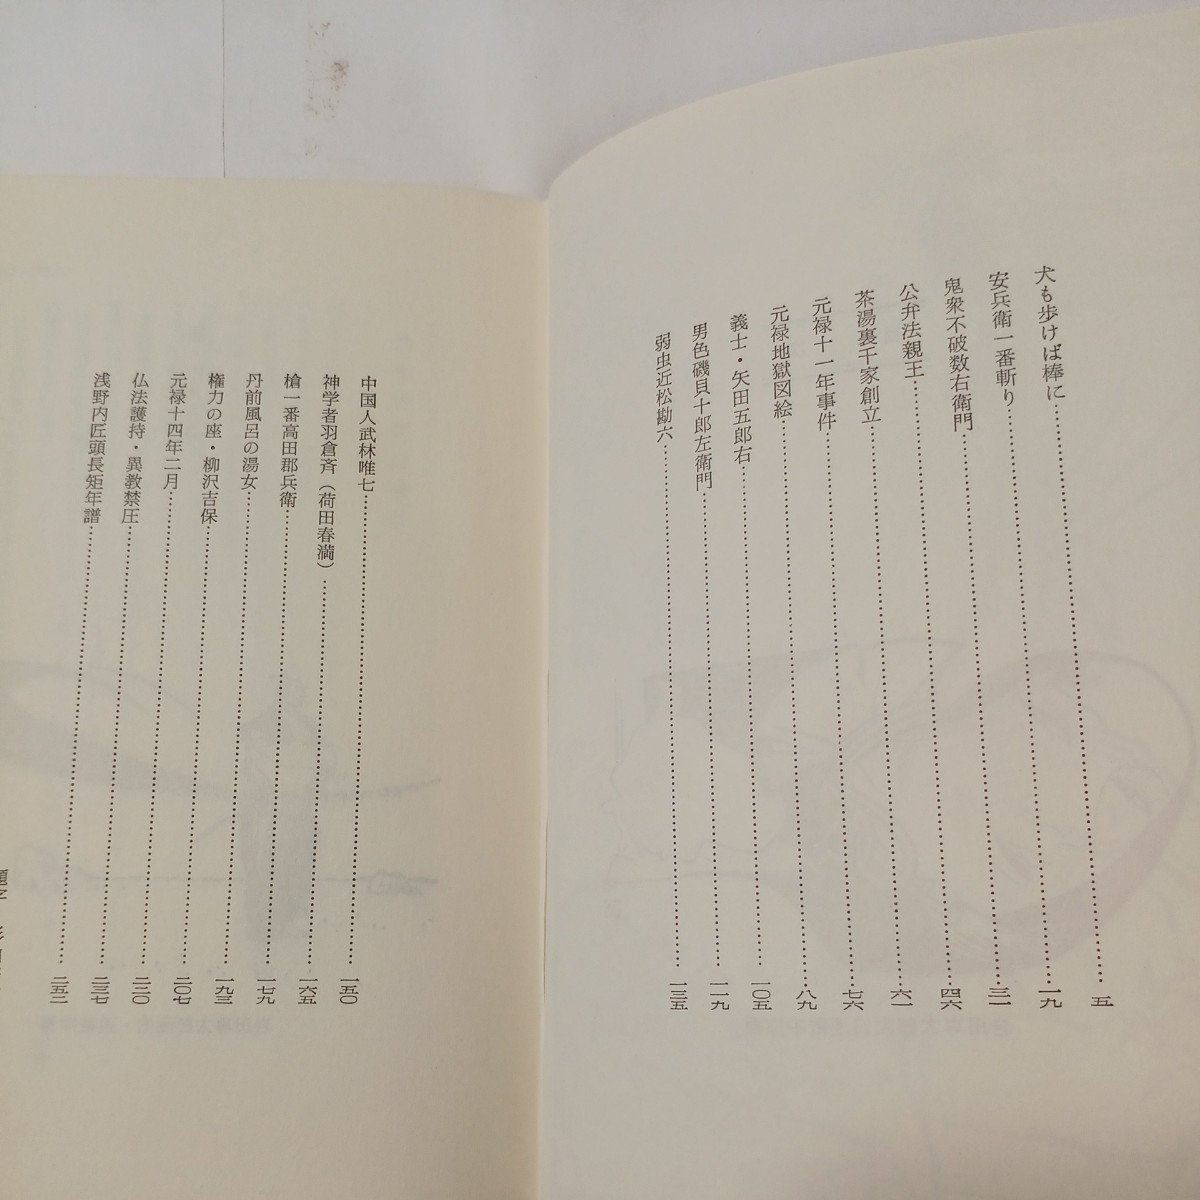 犬も歩けば棒に……五
安兵衛一番斬り……一九
鬼衆不破数右衛門……三一
公弁法親王……四六
茶湯裏千家創立……六一
元禄十一年事件……七六
元禄地獄図絵……八九
義士・矢田五郎右……一〇五
男色磯貝十郎左衛門……一一九
弱虫近松勘六……一三五
中国人武林唯七……一五〇
神学者羽倉斉（荷田春満）……一六五
槍一番高田郡兵衛……一七九
丹前風呂の湯女……一九三
権力の座・柳沢吉保……二〇七
元禄十四年二月……二二〇
仏法護持・異教禁圧……二三七
浅野内匠頭長矩年譜……二五二